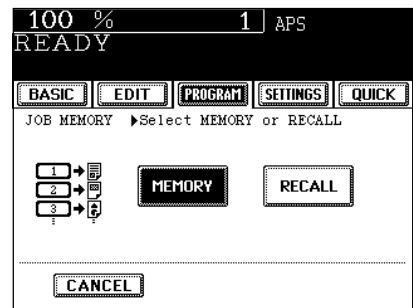 100 % 1 APS
READY
BASIC EDIT PROGRAM SETTINGS QUICK
JOB MEMORY ▶Select MEMORY or RECALL
1
2
3
MEMORY RECALL
CANCEL